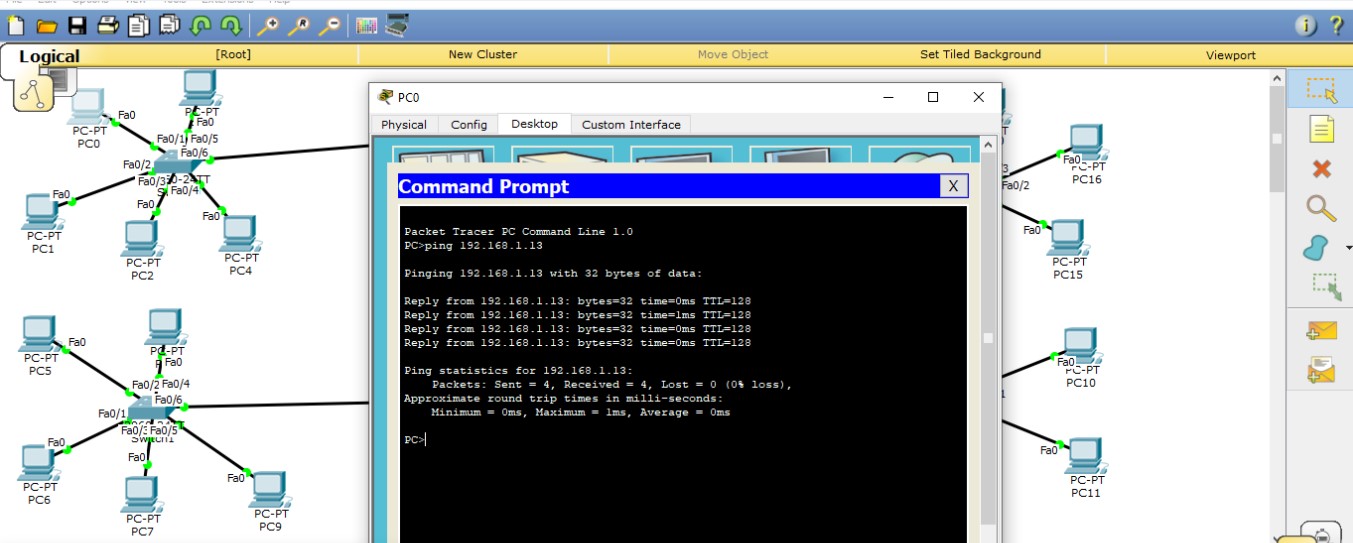 Logical
[Root]
New Cluster
Move Object
Set Tiled Background
Viewport
PC0
Physical
Config
Desktop
Custom Interface
Command Prompt
X
Packet Tracer PC Command Line 1.0
PC>ping 192.168.1.13
Pinging 192.168.1.13 with 32 bytes of data:
Reply from 192.168.1.13: bytes=32 time=0ms TTL=128
Reply from 192.168.1.13: bytes=32 time=1ms TTL=128
Reply from 192.168.1.13: bytes=32 time=0ms TTL=128
Reply from 192.168.1.13: bytes=32 time=0ms TTL=128
Ping statistics for 192.168.1.13:
Packets: Sent = 4, Received = 4, Lost = 0 (0% loss),
Approximate round trip times in milli-seconds:
Minimum = 0ms, Maximum = 1ms, Average = 0ms
PC>
Fa0
PC-PT
PC0
PC-PT
Fa0
Fa0/1
Fa0/5
Fa0/6
Fa0/2
Fa0/3
Fa0/4
Fa0
PC-PT
PC1
Fa0
PC-PT
PC2
Fa0
PC-PT
PC4
Fa0
PC-PT
PC5
PC-PT
Fa0
Fa0/2
Fa0/4
Fa0/6
Fa0/1
Fa0/3
Fa0/5
Switch1
Fa0
PC-PT
PC6
Fa0
PC-PT
PC7
Fa0
PC-PT
PC9
Fa0
PC-PT
PC16
Fa0/2
Fa0
PC-PT
PC15
Fa0
PC-PT
PC10
Fa0
PC-PT
PC11